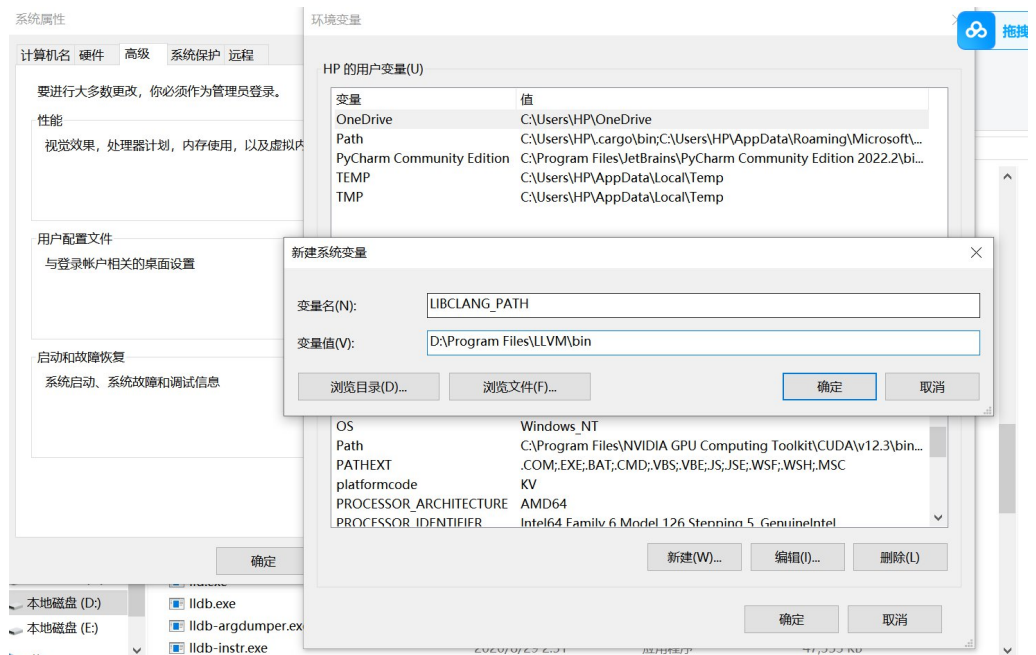 系统属性
环境变量
拖拽
计算机名 硬件 高级 系统保护 远程
要进行大多数更改，你必须作为管理员登录。
性能
视觉效果，处理器计划，内存使用，以及虚拟内
用户配置文件
与登录帐户相关的桌面设置
启动和故障恢复
系统启动、系统故障和调试信息
确定
HP 的用户变量(U)
变量 值
OneDrive C:\Users\HP\OneDrive
Path C:\Users\HP\.cargo\bin;C:\Users\HP\AppData\Roaming\Microsoft\...
PyCharm Community Edition C:\Program Files\JetBrains\PyCharm Community Edition 2022.2\bi...
TEMP C:\Users\HP\AppData\Local\Temp
TMP C:\Users\HP\AppData\Local\Temp
新建系统变量
变量名(N): LIBCLANG_PATH
变量值(V): D:\Program Files\LLVM\bin
浏览目录(D)... 浏览文件(F)... 确定 取消
OS Windows_NT
Path C:\Program Files\NVIDIA GPU Computing Toolkit\CUDA\v12.3\bin...
PATHEXT .COM;.EXE;.BAT;.CMD;.VBS;.VBE;.JS;.JSE;.WSF;.WSH;.MSC
platformcode KV
PROCESSOR_ARCHITECTURE AMD64
PROCESSOR_IDENTIFIER Intel64 Family 6 Model 126 Stepping 5, GenuineIntel
新建(W)... 编辑(I)... 删除(L)
确定 取消
本地磁盘 (D:)
本地磁盘 (E:)
lldb.exe
lldb-argdumper.ex
lldb-instr.exe